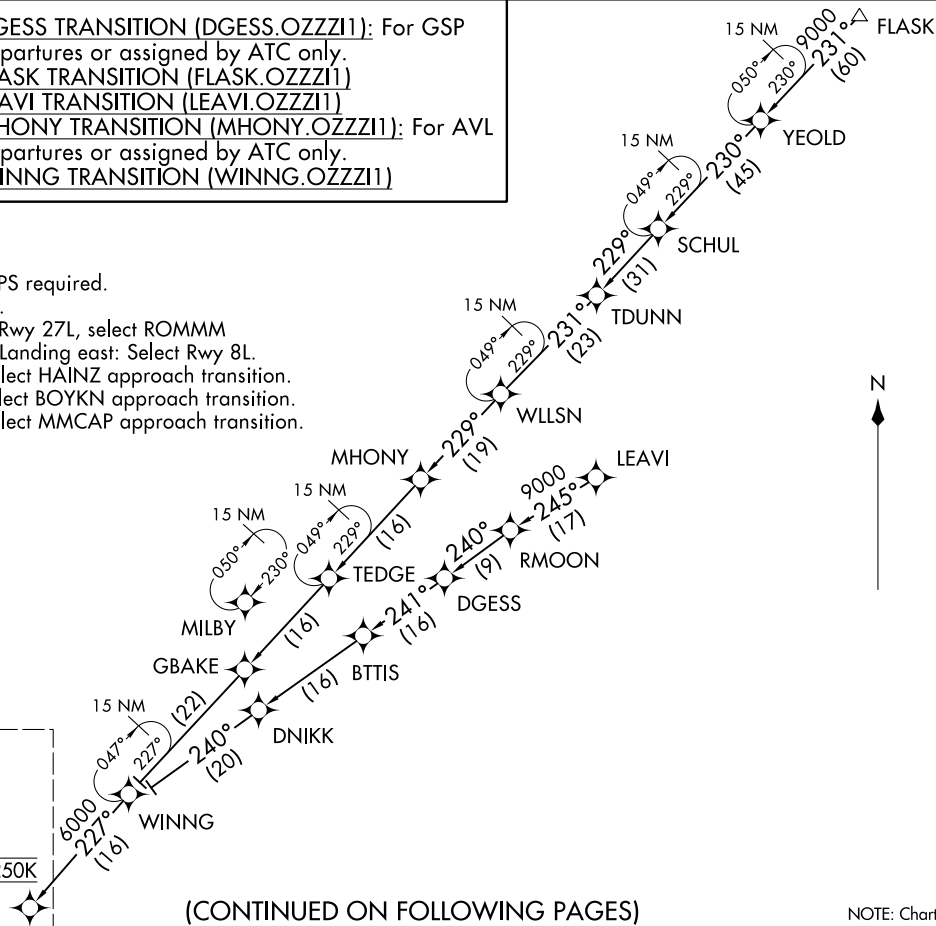 GESS TRANSITION (DGESS.OZZZI1): For GSP
partures or assigned by ATC only.
ASK TRANSITION (FLASK.OZZZI1)
AVI TRANSITION (LEAVI.OZZZI1)
HONY TRANSITION (MHONY.OZZZI1): For AVL
partures or assigned by ATC only.
INNG TRANSITION (WINNG.OZZZI1)
PS required.
Rwy 27L, select ROMMM
Landing east: Select Rwy 8L.
lect HAINZ approach transition.
lect BOYKN approach transition.
lect MMCAP approach transition.
FLASK
9000
231°
(60)
15 NM
050°
230°
YEOLD
230°
(45)
15 NM
049°
229°
SCHUL
229°
(31)
TDUNN
231°
(23)
15 NM
049°
229°
WLLSN
229°
(19)
MHONY
(16)
15 NM
049°
229°
TEDGE
(16)
15 NM
050°
230°
MILBY
GBAKE
(22)
LEAVI
9000
245°
(17)
RMOON
240°
(9)
DGESS
241°
(16)
BTTIS
(16)
DNIKK
240°
(20)
15 NM
047°
227°
WINNG
6000
227°
(16)
50K
N
(CONTINUED ON FOLLOWING PAGES)
NOTE: Chart